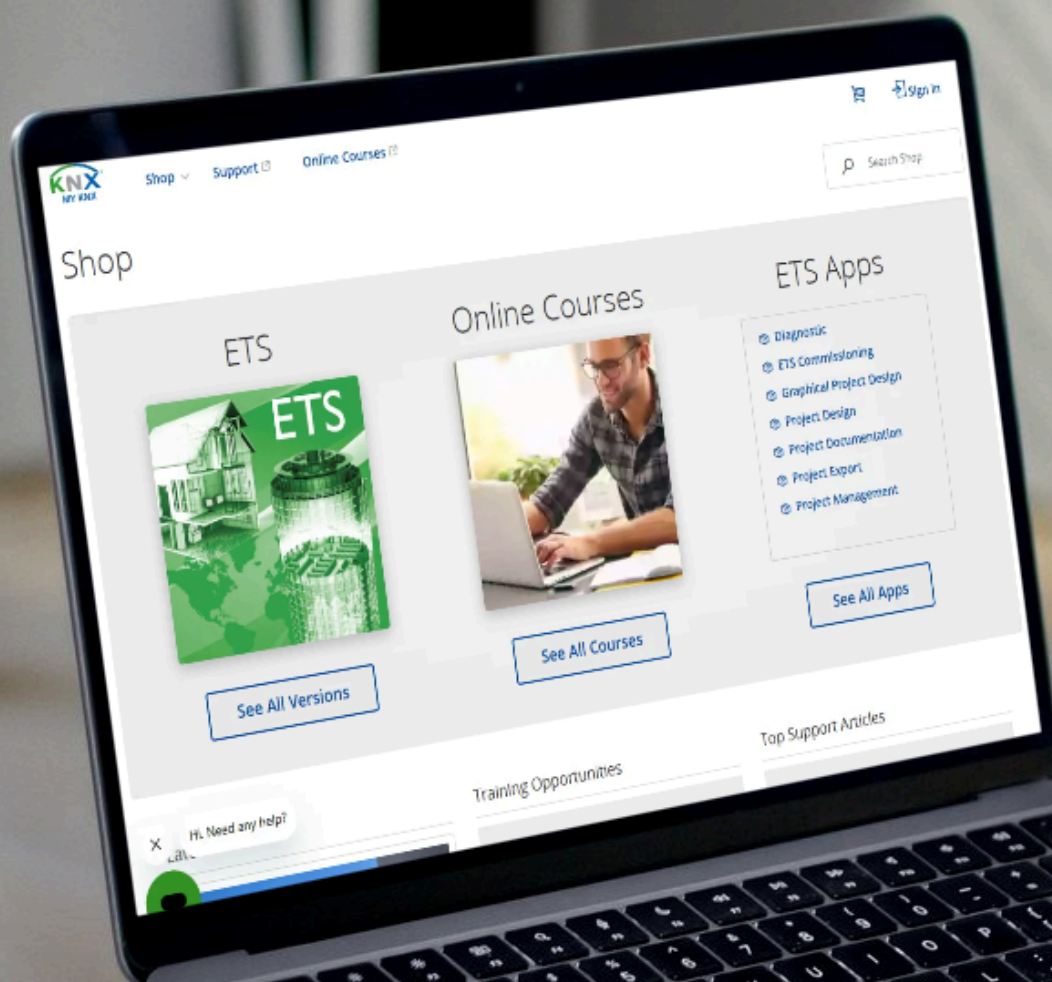 Sign In
KNX
MY KNX
Shop
Support
Online Courses
Search Shop
Shop
ETS
ETS
See All Versions
Online Courses
See All Courses
ETS Apps
Diagnostic
ETS Commissioning
Graphical Project Design
Project Design
Project Documentation
Project Export
Project Management
See All Apps
Hi. Need any help?
Training Opportunities
Top Support Articles